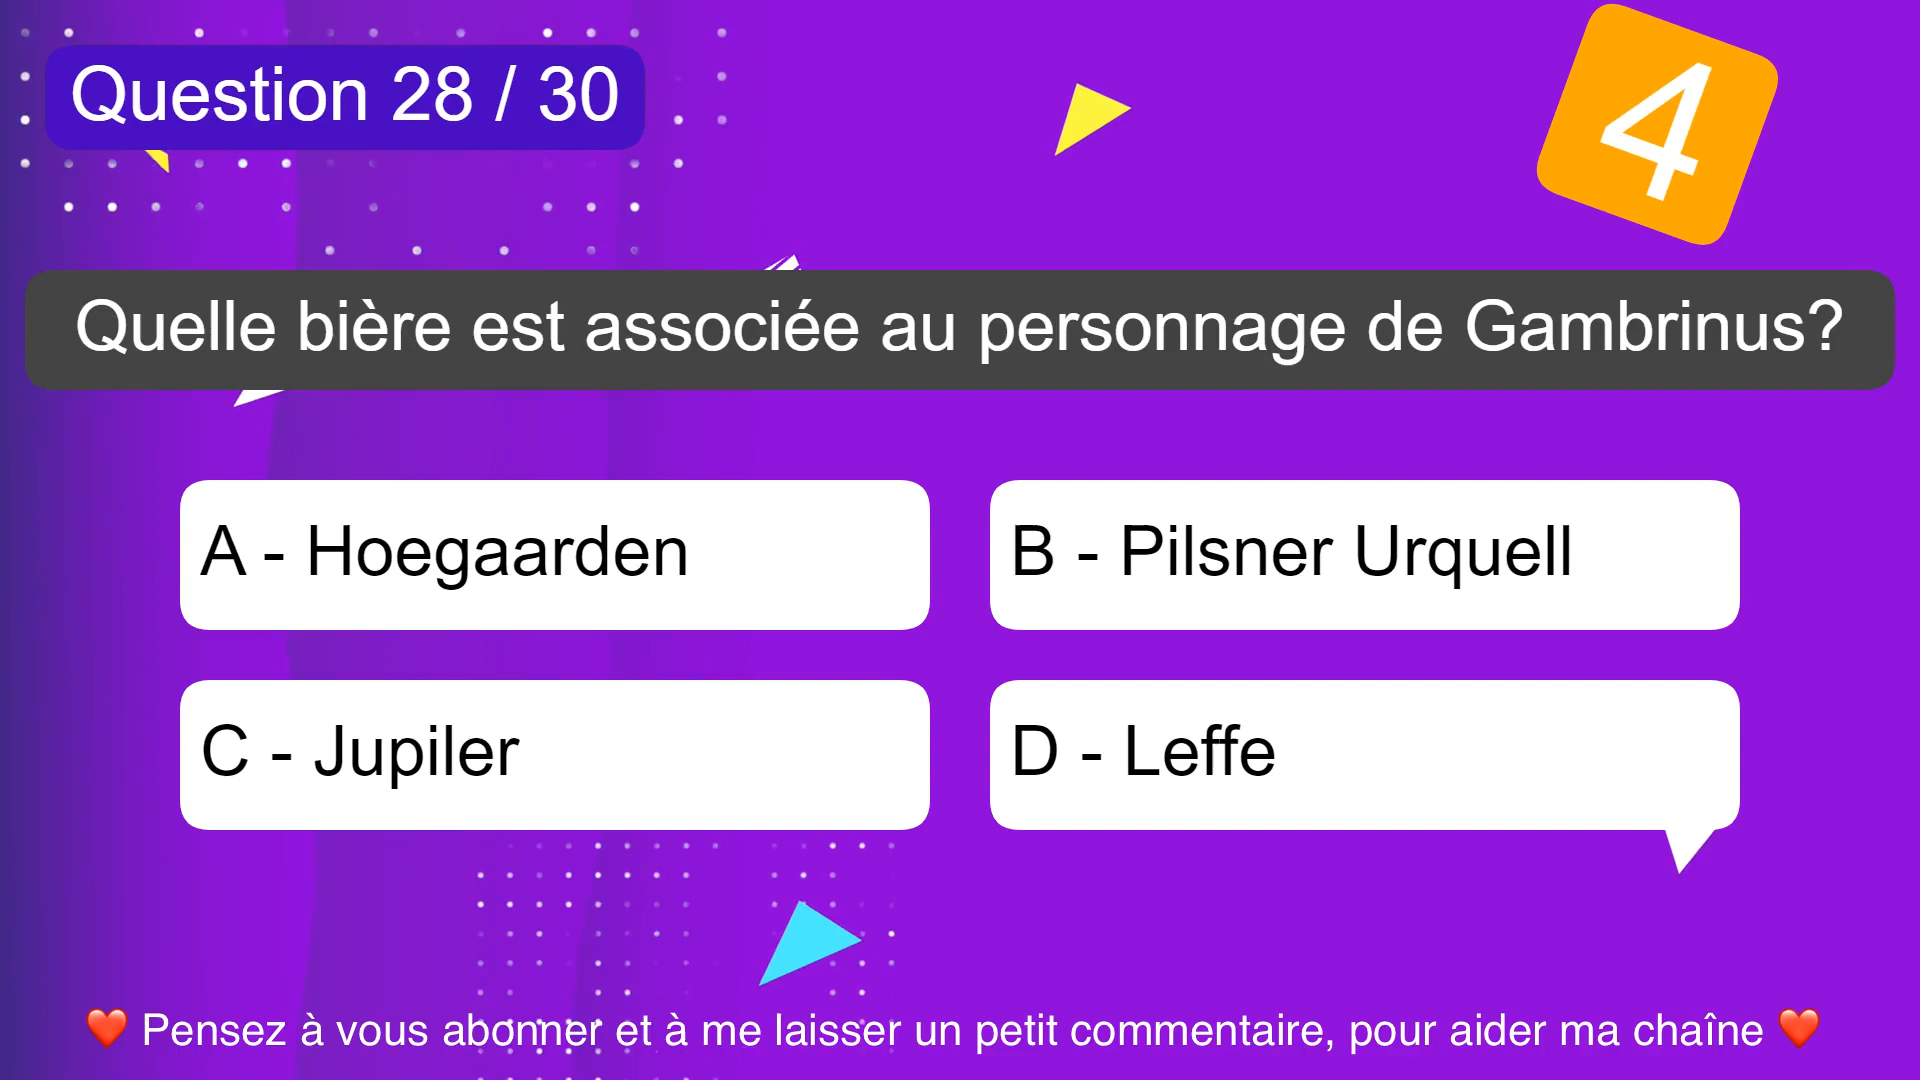 Question 28 / 30
4
Quelle bière est associée au personnage de Gambrinus?
A - Hoegaarden
B - Pilsner Urquell
C - Jupiler
D - Leffe
❤️ Pensez à vous abonner et à me laisser un petit commentaire, pour aider ma chaîne ❤️